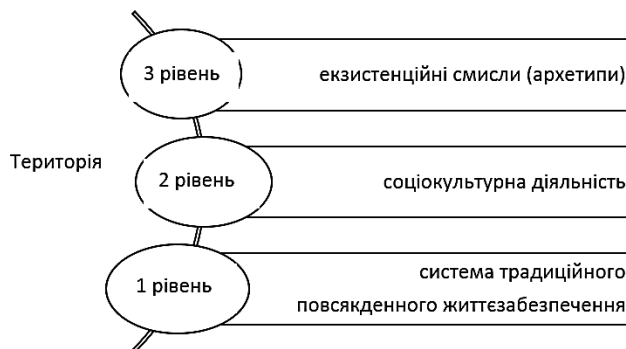 3 рівень
екзистенційні смисли (архетипи)
Територія
2 рівень
соціокультурна діяльність
1 рівень
система традиційного
повсякденного життєзабезпечення